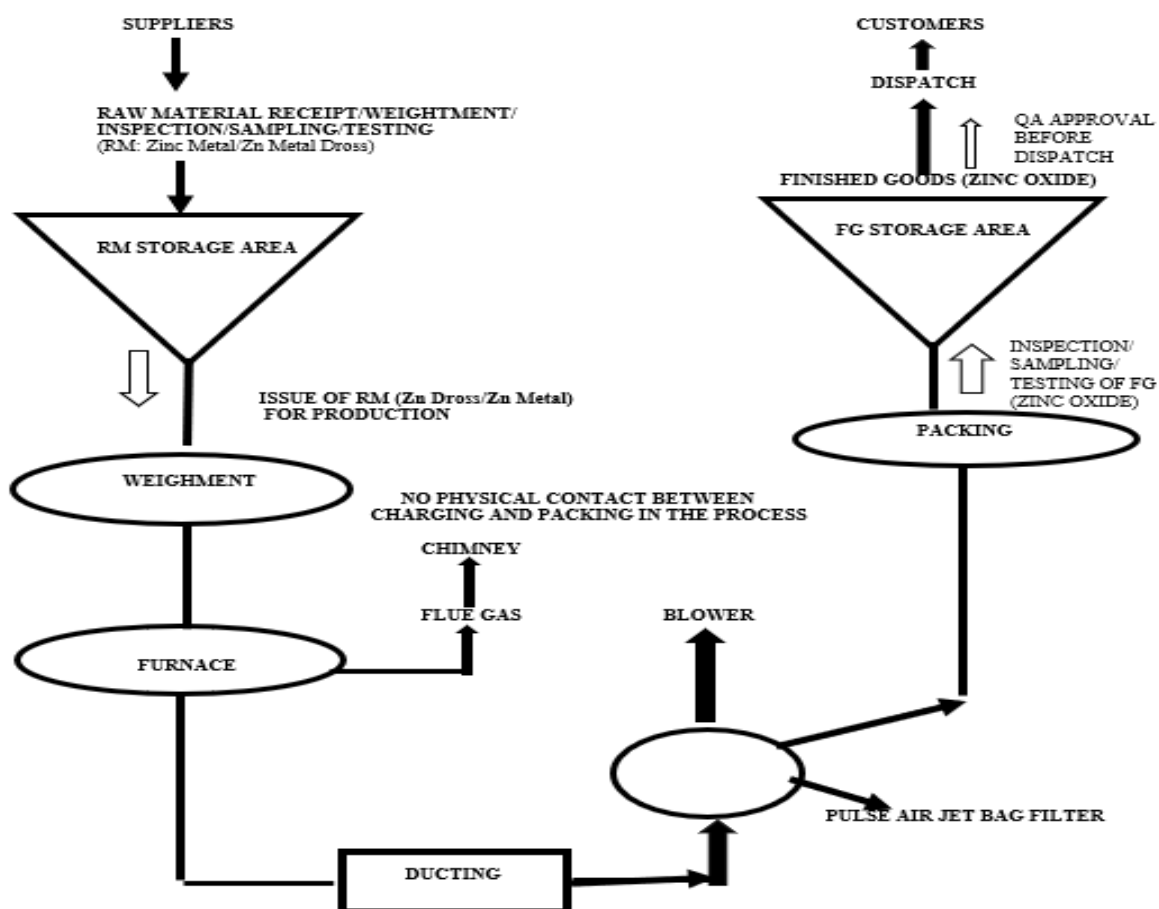 SUPPLIERS
RAW MATERIAL RECEIPT/WEIGHTMENT/
INSPECTION/SAMPLING/TESTING
(RM: Zinc Metal/Zn Metal Dross)
RM STORAGE AREA
ISSUE OF RM (Zn Dross/Zn Metal)
FOR PRODUCTION
WEIGHMENT
NO PHYSICAL CONTACT BETWEEN
CHARGING AND PACKING IN THE PROCESS
CHIMNEY
FLUE GAS
FURNACE
DUCTING
BLOWER
PULSE AIR JET BAG FILTER
PACKING
INSPECTION/
SAMPLING/
TESTING OF FG
(ZINC OXIDE)
FG STORAGE AREA
FINISHED GOODS (ZINC OXIDE)
QA APPROVAL
BEFORE
DISPATCH
DISPATCH
CUSTOMERS